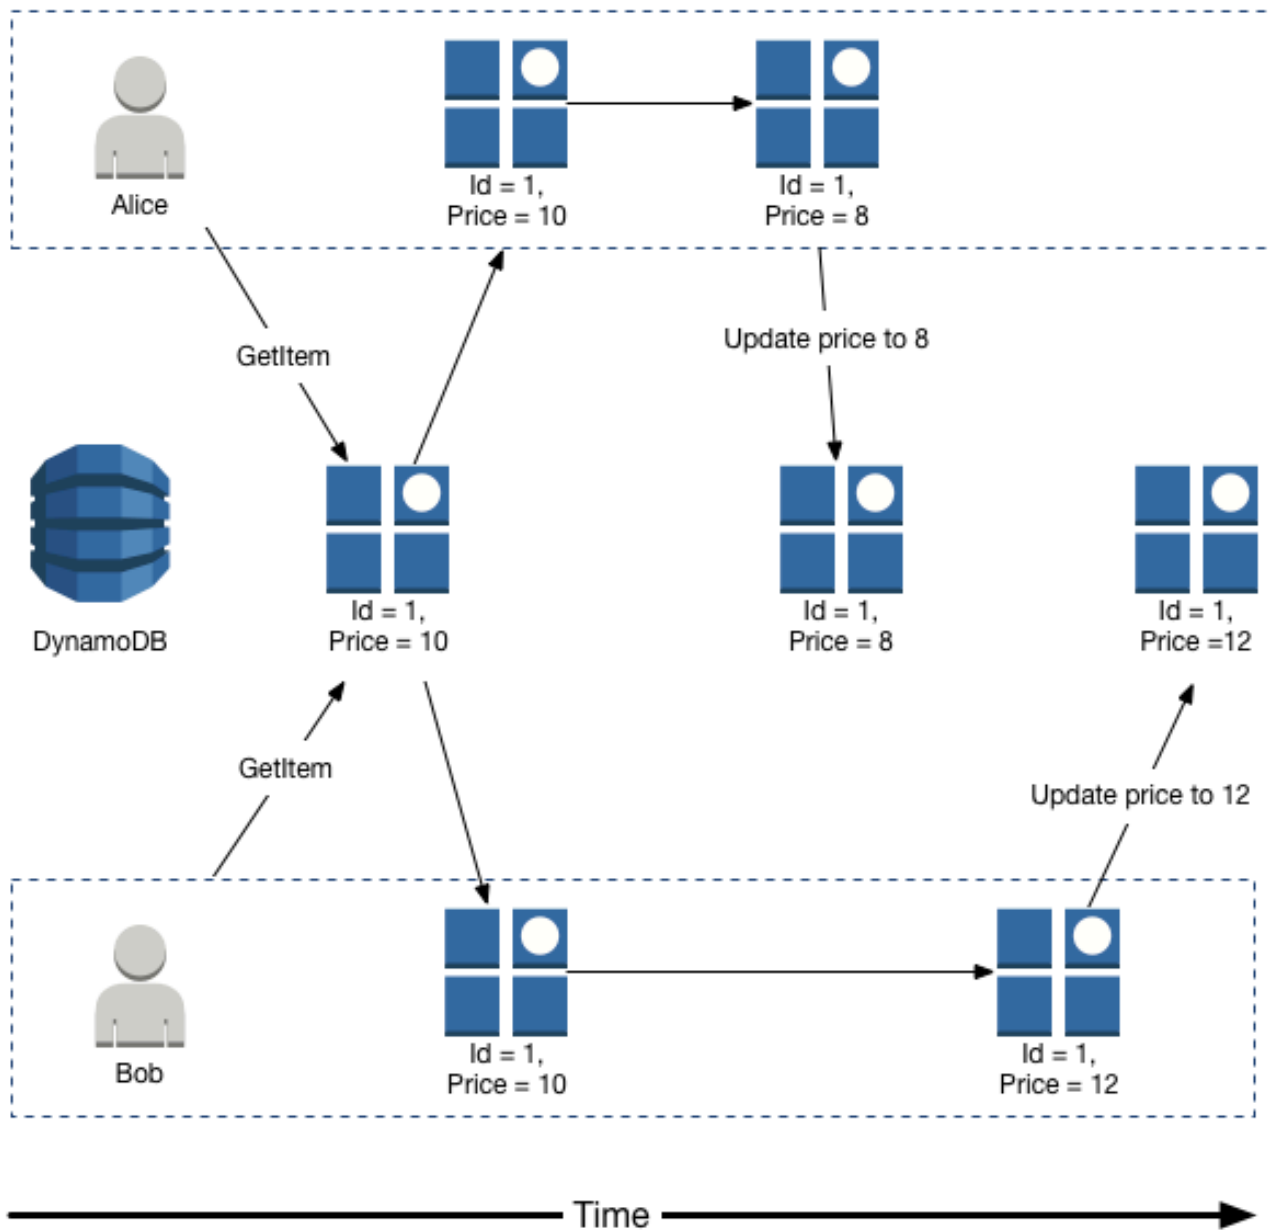 Id = 1,
Price = 10
Id = 1,
Price = 8
Alice
GetItem
Update price to 8
DynamoDB
Id = 1,
Price = 10
Id = 1,
Price = 8
Id = 1,
Price =12
GetItem
Update price to 12
Bob
Id = 1,
Price = 10
Id = 1,
Price = 12
Time